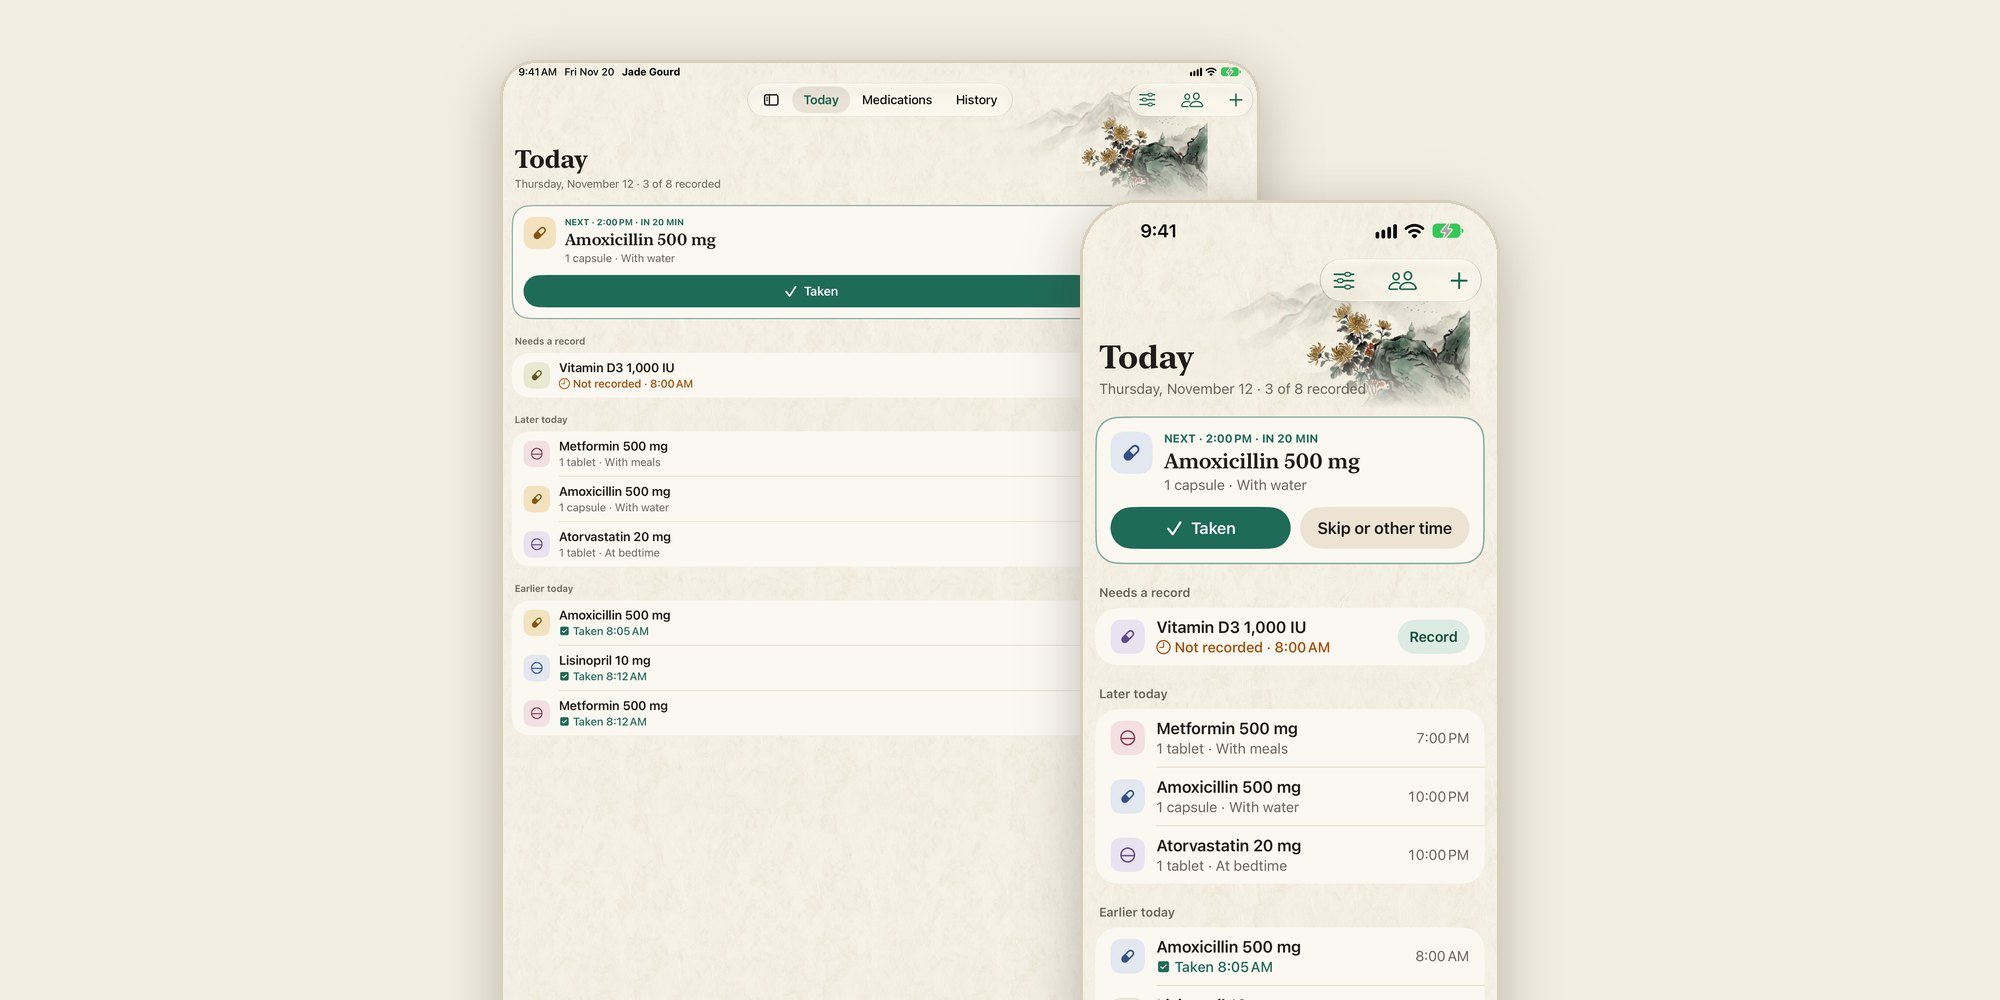 9:41 AM Fri Nov 20 Jade Gourd
Today Medications History
Today
Thursday, November 12 · 3 of 8 recorded
NEXT · 2:00 PM · IN 20 MIN
Amoxicillin 500 mg
1 capsule · With water
Taken
Needs a record
Vitamin D3 1,000 IU
Not recorded · 8:00 AM
Later today
Metformin 500 mg
1 tablet · With meals
Amoxicillin 500 mg
1 capsule · With water
Atorvastatin 20 mg
1 tablet · At bedtime
Earlier today
Amoxicillin 500 mg
Taken 8:05 AM
Lisinopril 10 mg
Taken 8:12 AM
Metformin 500 mg
Taken 8:12 AM
9:41
Today
Thursday, November 12 · 3 of 8 recorded
NEXT · 2:00 PM · IN 20 MIN
Amoxicillin 500 mg
1 capsule · With water
Taken Skip or other time
Needs a record
Vitamin D3 1,000 IU
Not recorded · 8:00 AM
Record
Later today
Metformin 500 mg
1 tablet · With meals
7:00 PM
Amoxicillin 500 mg
1 capsule · With water
10:00 PM
Atorvastatin 20 mg
1 tablet · At bedtime
10:00 PM
Earlier today
Amoxicillin 500 mg
Taken 8:05 AM
8:00 AM